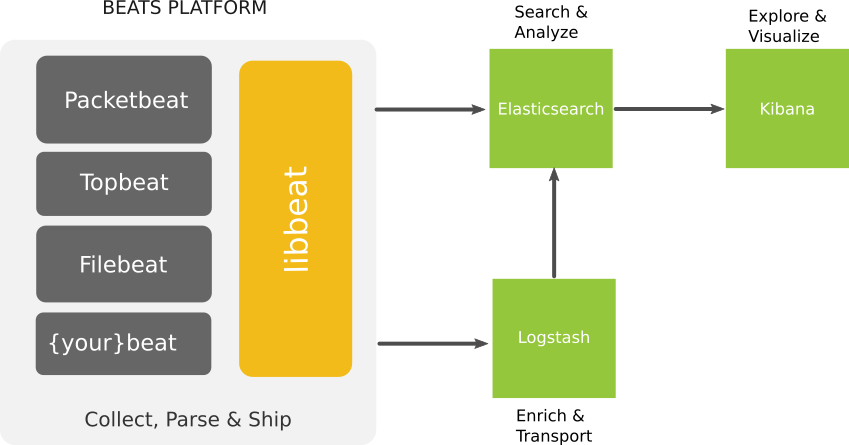 BEATS PLATFORM
Packetbeat
Topbeat
Filebeat
{your}beat
libbeat
Collect, Parse & Ship
Search &
Analyze
Elasticsearch
Explore &
Visualize
Kibana
Logstash
Enrich &
Transport